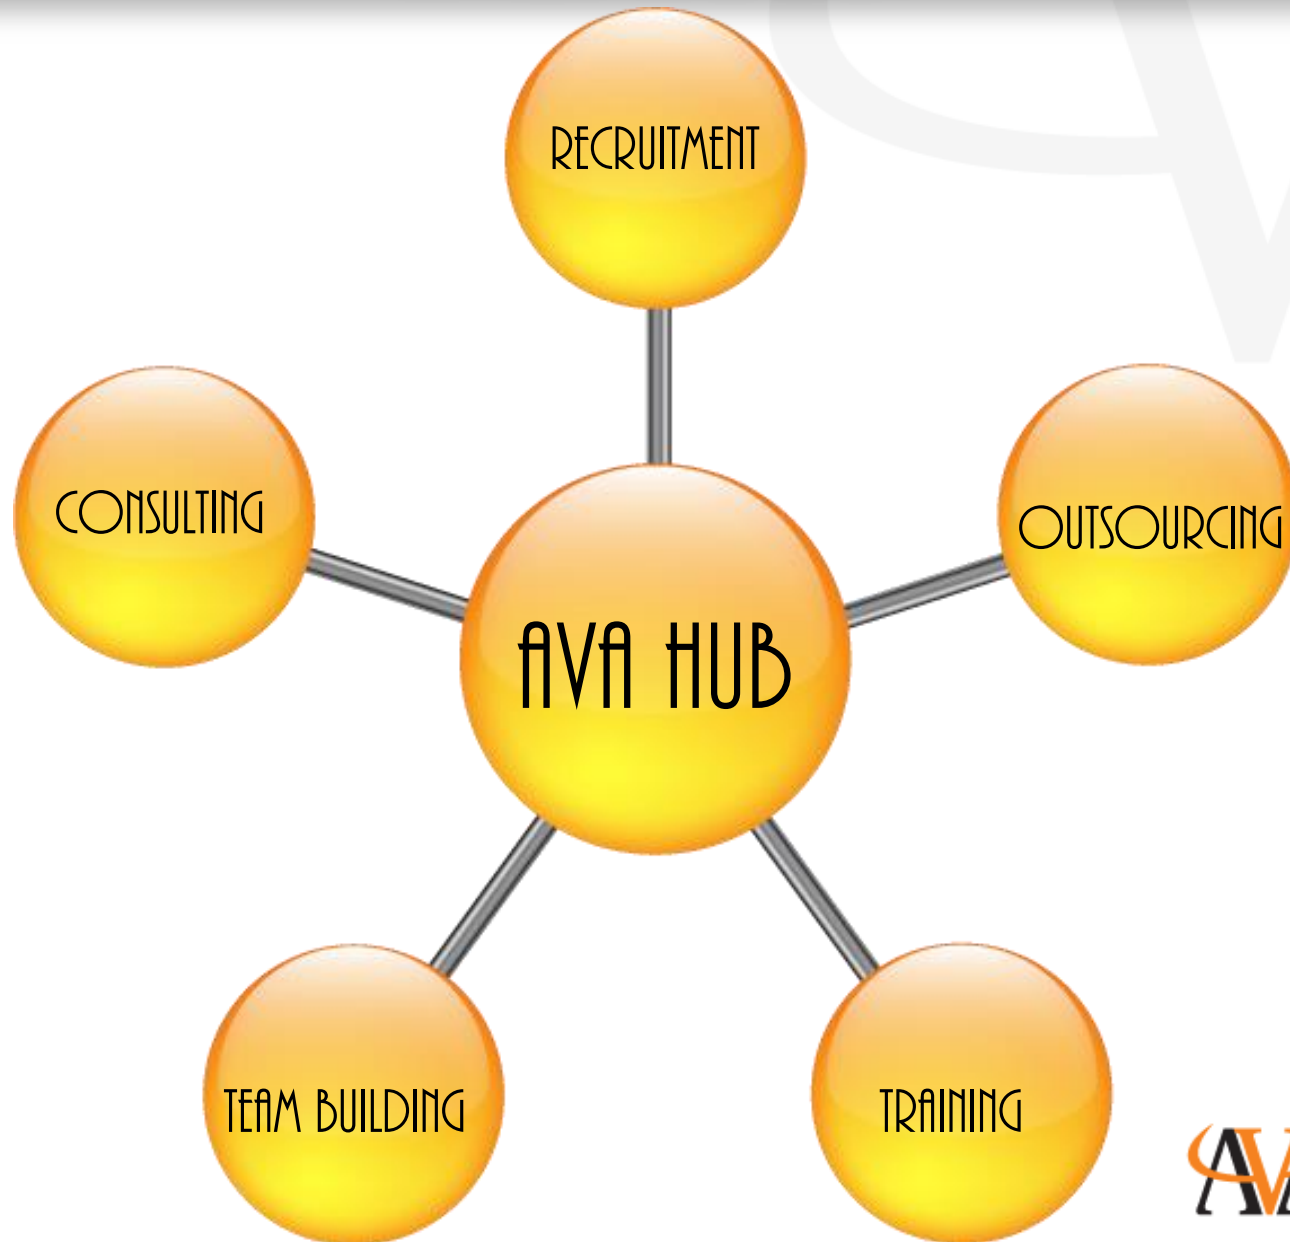 RECRUITMENT
CONSULTING
OUTSOURCING
AVA HUB
TEAM BUILDING
TRAINING